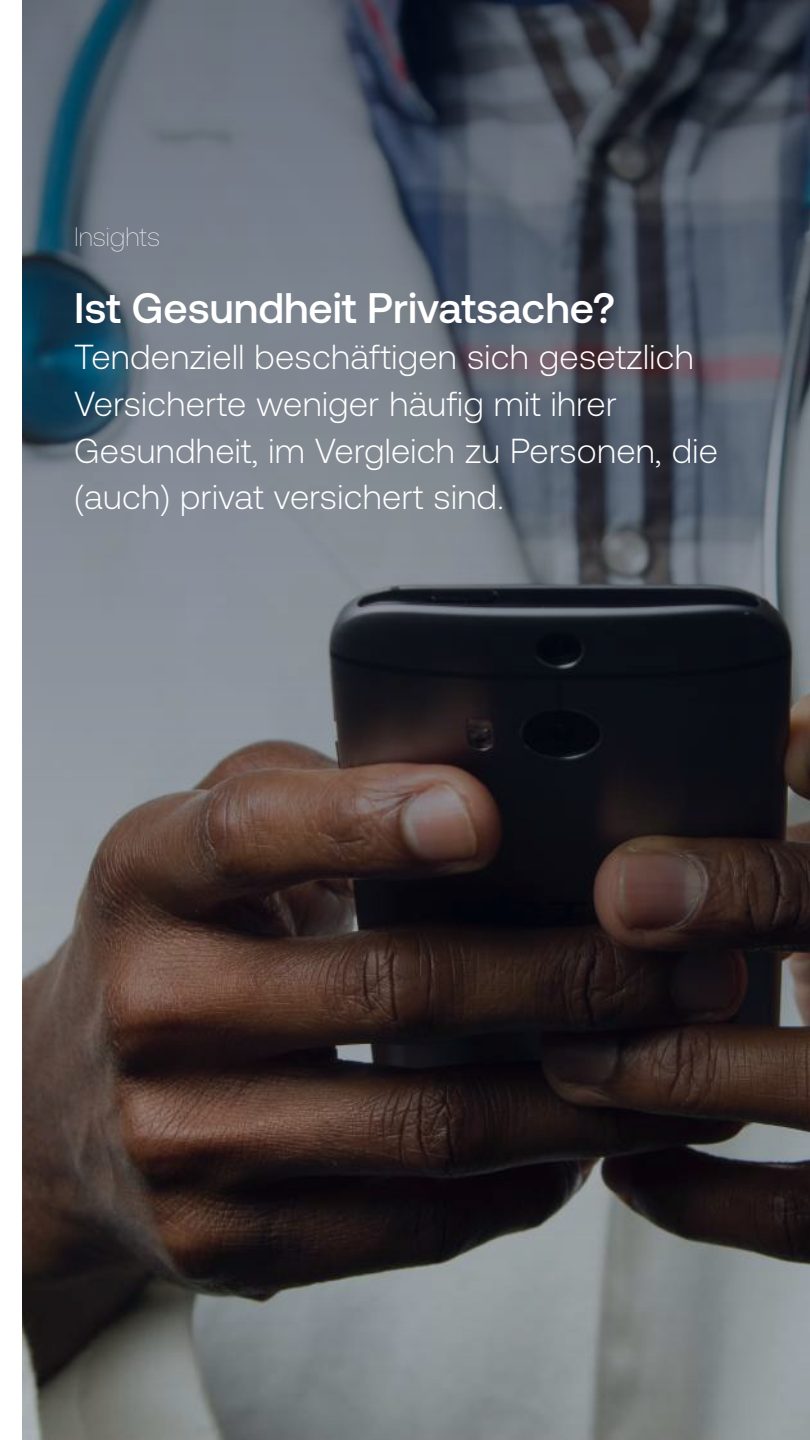 Insights
Ist Gesundheit Privatsache?
Tendenziell beschäftigen sich gesetzlich
Versicherte weniger häufig mit ihrer
Gesundheit, im Vergleich zu Personen, die
(auch) privat versichert sind.